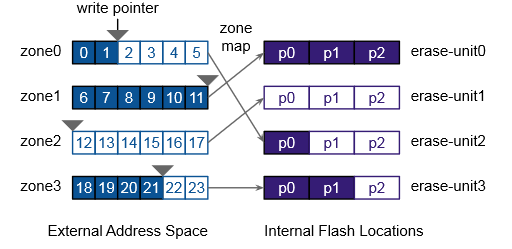 write pointer
zone map
zone0 0 1 2 3 4 5 p0 p1 p2 erase-unit0
zone1 6 7 8 9 10 11 p0 p1 p2 erase-unit1
zone2 12 13 14 15 16 17 p0 p1 p2 erase-unit2
zone3 18 19 20 21 22 23 p0 p1 p2 erase-unit3
External Address Space Internal Flash Locations